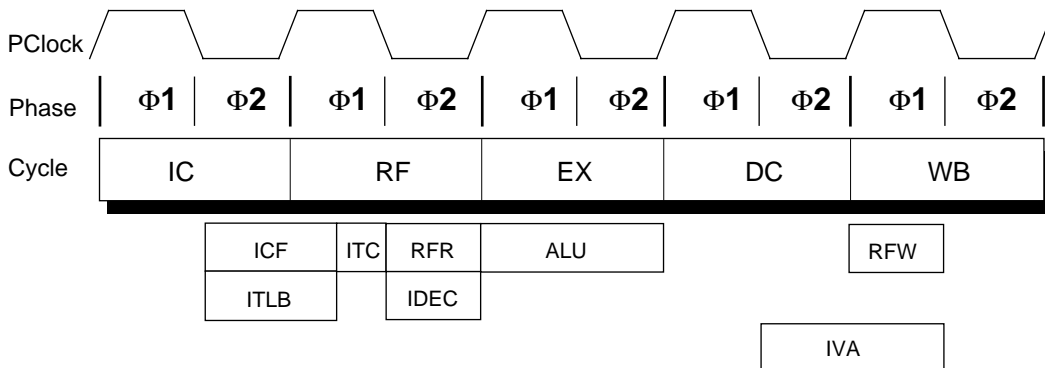 PClock
Phase Φ1 Φ2 Φ1 Φ2 Φ1 Φ2 Φ1 Φ2 Φ1 Φ2
Cycle IC RF EX DC WB
ICF ITC RFR ALU RFW
ITLB IDEC
IVA